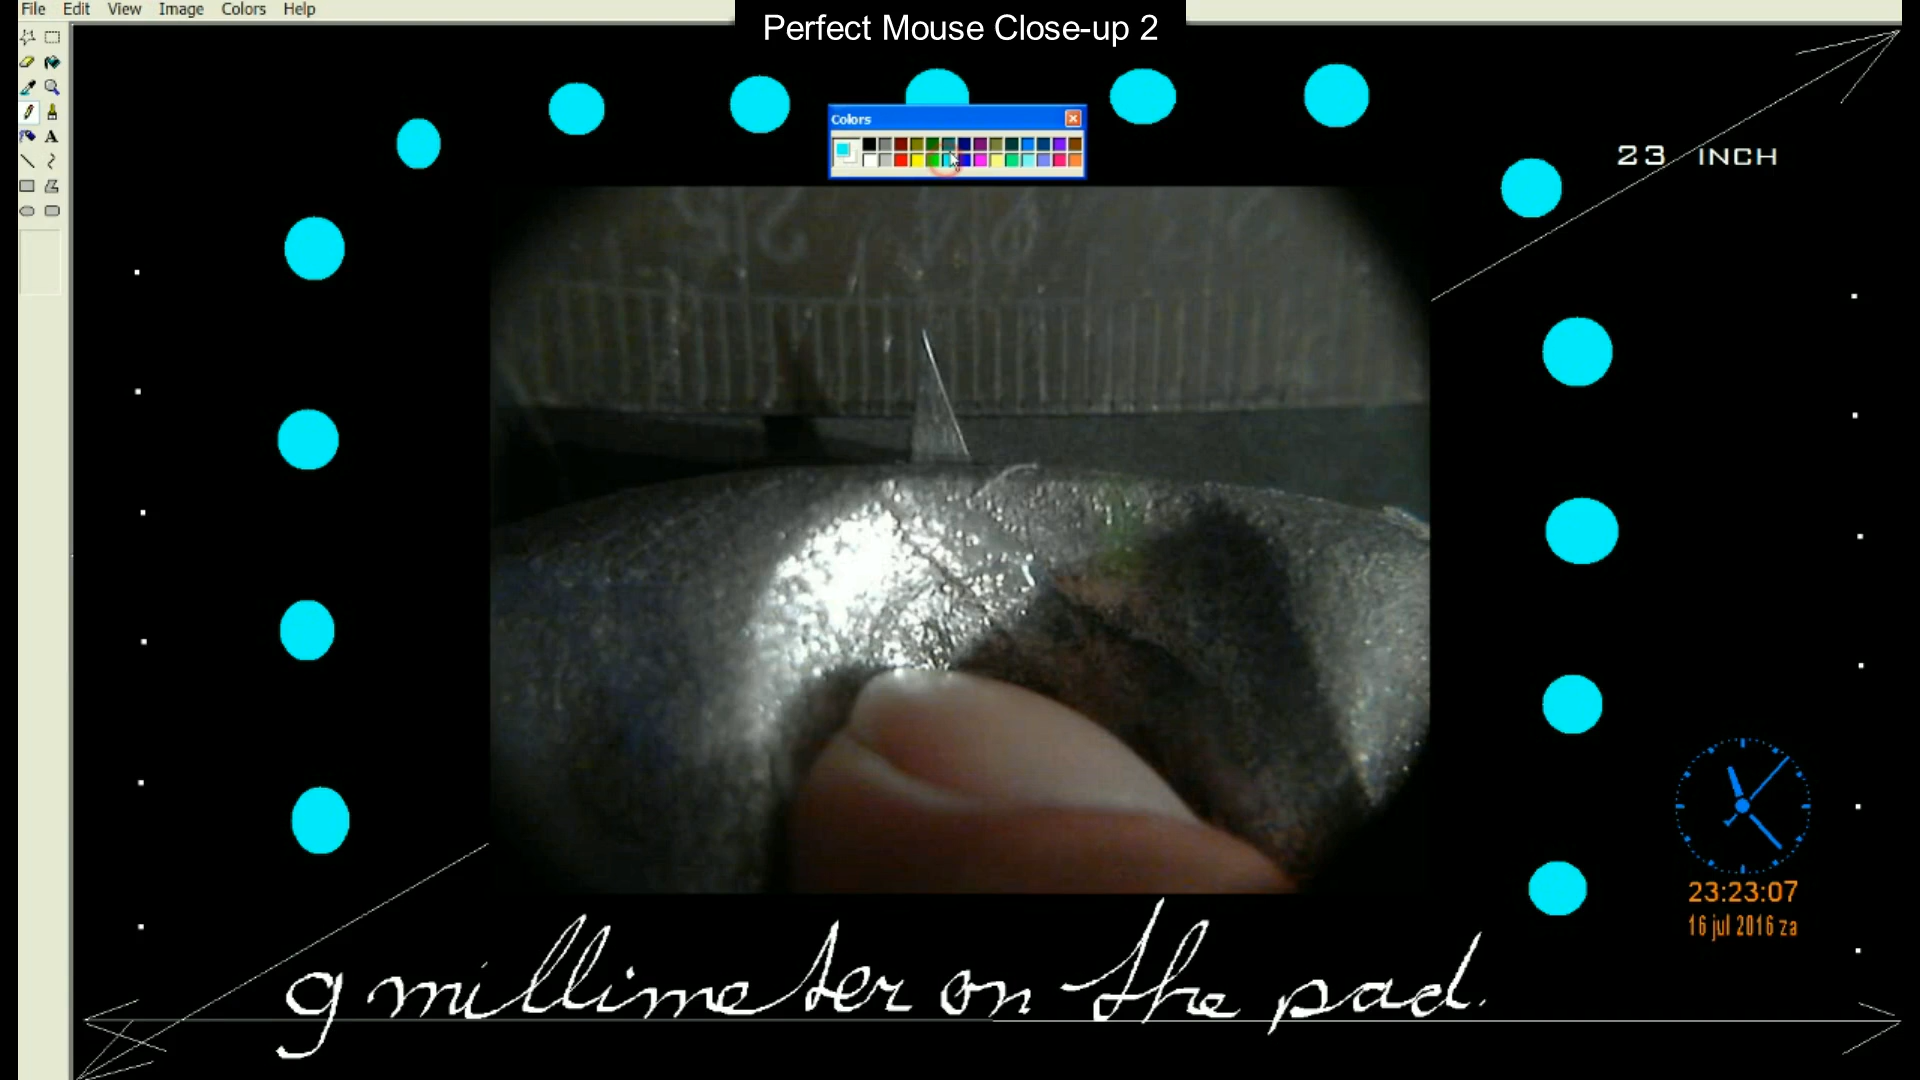 File Edit View Image Colors Help
Perfect Mouse Close-up 2
Colors
A
23 INCH
23:23:07
16 jul 2016 za
9 millimeter on the pad.